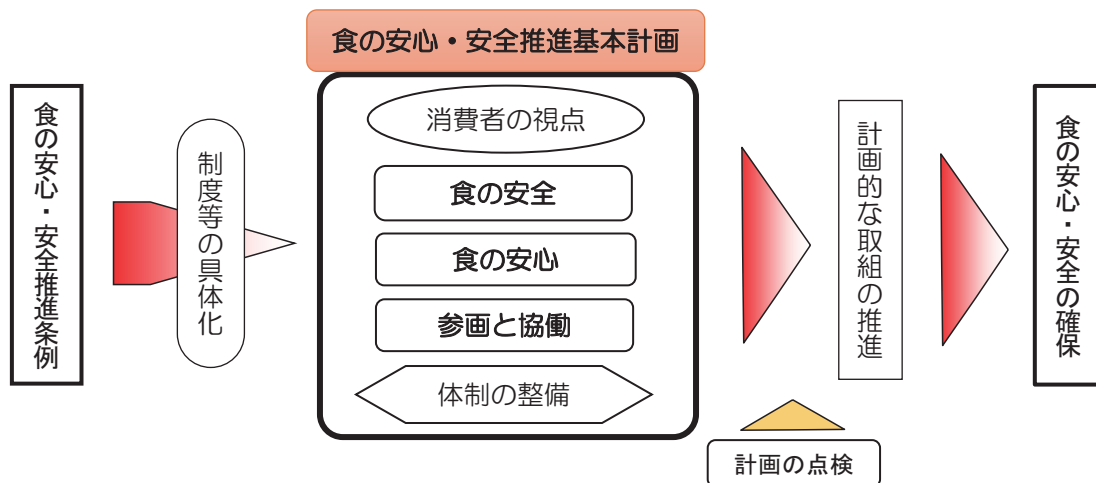 食の安心・安全推進基本計画
食の安心・安全推進条例
制度等の具体化
消費者の視点
食の安全
食の安心
参画と協働
体制の整備
計画的な取組の推進
計画の点検
食の安心・安全の確保